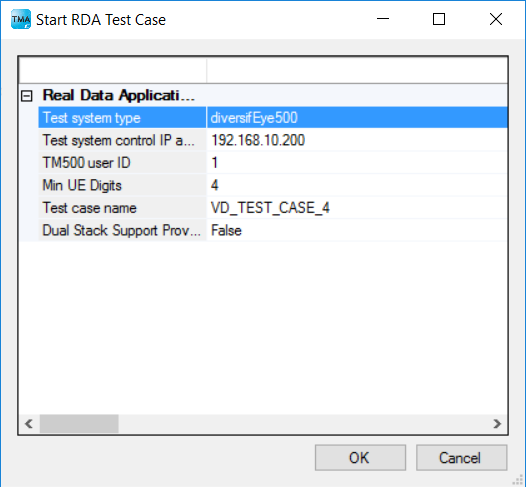 TMA Start RDA Test Case
Real Data Applicati...
Test system type diversifEye500
Test system control IP a... 192.168.10.200
TM500 user ID 1
Min UE Digits 4
Test case name VD_TEST_CASE_4
Dual Stack Support Prov... False
OK Cancel